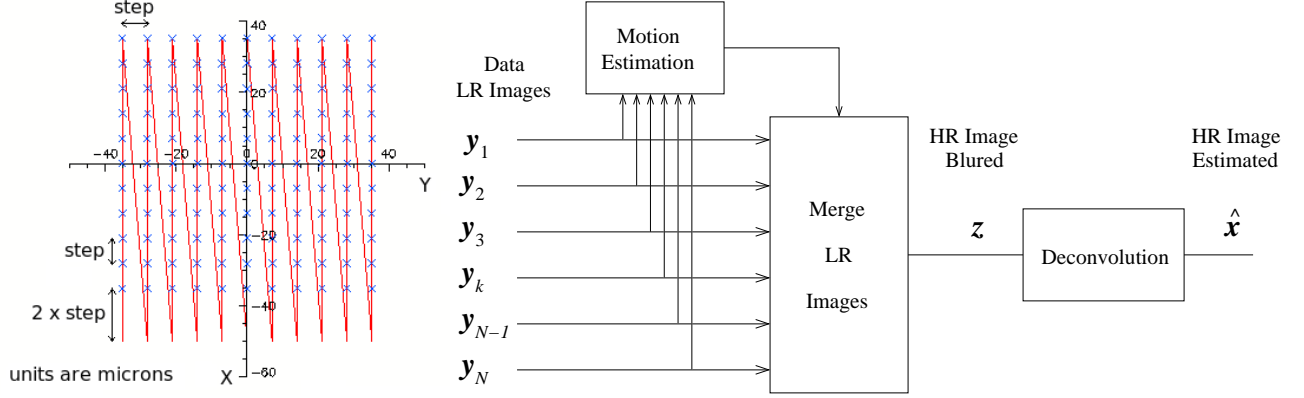 step
40
20
−40
−20
0
0
20
40
Y
−20
step
−40
2 x step
units are microns
X
−60
Data
LR Images
Motion
Estimation
y1
y2
y3
yk
yN−1
yN
Merge
LR
Images
HR Image
Blured
z
Deconvolution
HR Image
Estimated
x̂